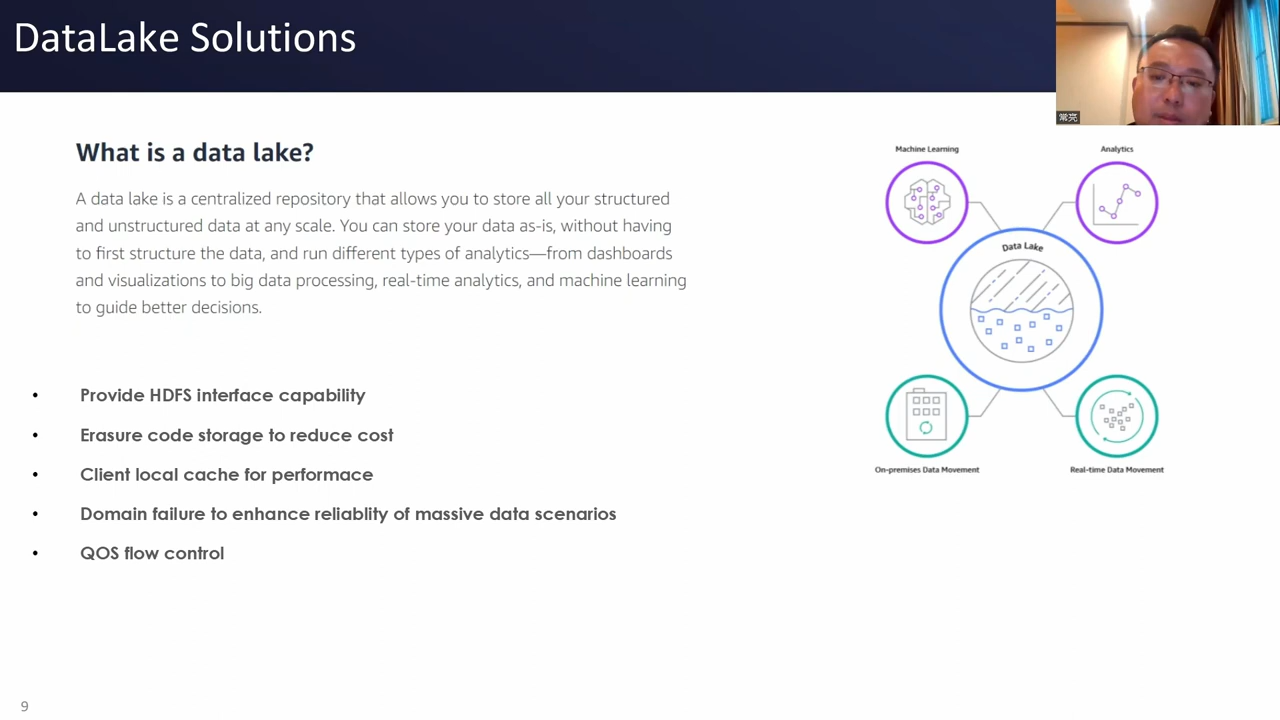 DataLake Solutions
常亮
What is a data lake?
A data lake is a centralized repository that allows you to store all your structured
and unstructured data at any scale. You can store your data as-is, without having
to first structure the data, and run different types of analytics—from dashboards
and visualizations to big data processing, real-time analytics, and machine learning
to guide better decisions.
Machine Learning
Analytics
Data Lake
On-premises Data Movement
Real-time Data Movement
• Provide HDFS interface capability
• Erasure code storage to reduce cost
• Client local cache for performace
• Domain failure to enhance reliablity of massive data scenarios
• QOS flow control
9